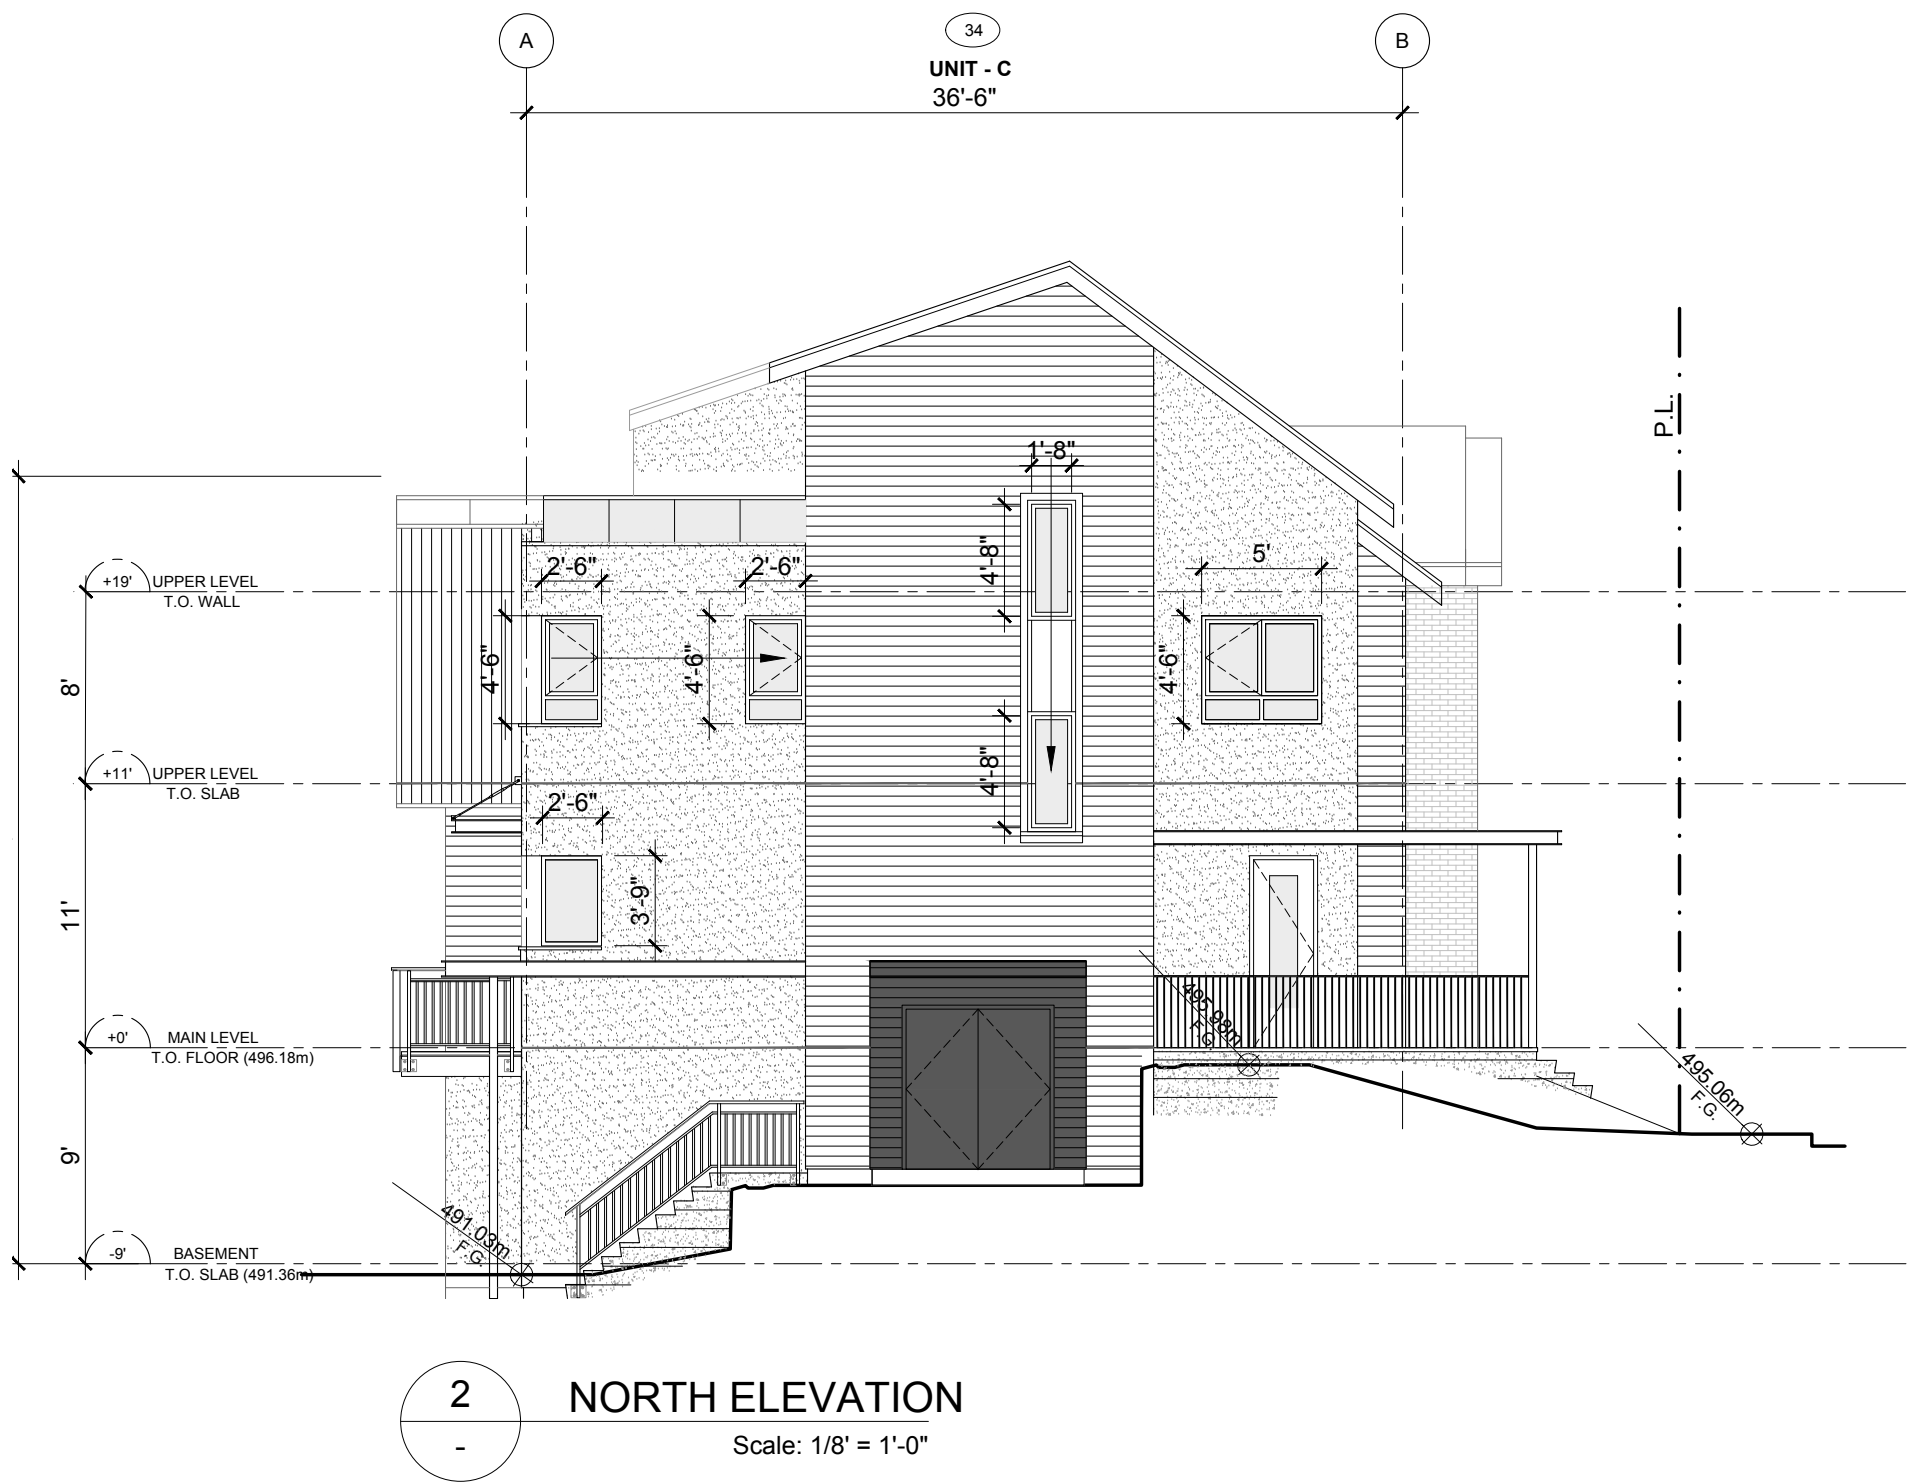 A
34
B
UNIT - C
36'-6"
P.L.
1'-8"
4'-8"
5'
2'-6"
2'-6"
+19'
UPPER LEVEL
T.O. WALL
4'-6"
4'-6"
4'-6"
8'
4'-8"
+11'
UPPER LEVEL
T.O. SLAB
2'-6"
3'-9"
11'
495.98m
F.G.
+0'
MAIN LEVEL
T.O. FLOOR (496.18m)
495.06m
F.G.
9'
491.03m
F.G.
-9'
BASEMENT
T.O. SLAB (491.36m)
2
NORTH ELEVATION
-
Scale: 1/8' = 1'-0"